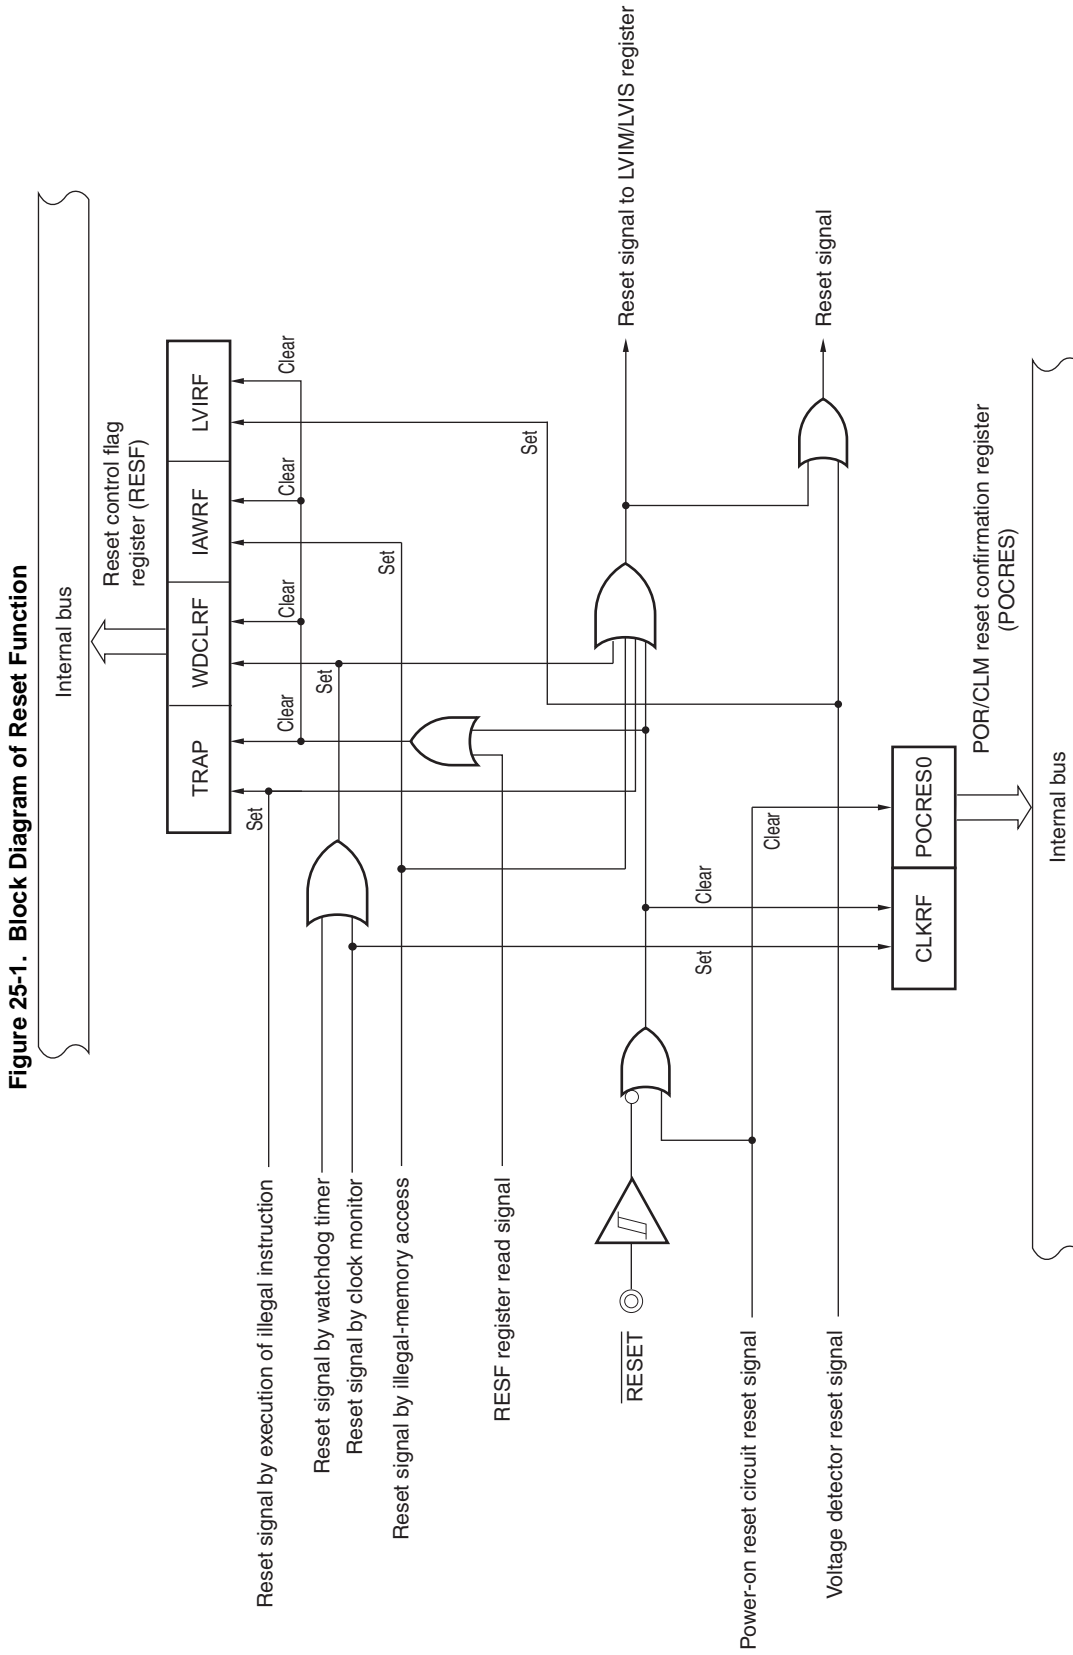 Figure 25-1. Block Diagram of Reset Function
Internal bus
Reset control flag
register (RESF)
TRAP
WDCLRF
IAWRF
LVIRF
Set
Clear
Set
Clear
Set
Clear
Set
Clear
Reset signal by execution of illegal instruction
Reset signal by watchdog timer
Reset signal by clock monitor
Reset signal by illegal-memory access
RESF register read signal
RESET
Reset signal to LVIM/LVIS register
Reset signal
Power-on reset circuit reset signal
Voltage detector reset signal
Set
Clear
Clear
CLKRF
POCRES0
POR/CLM reset confirmation register
(POCRES)
Internal bus